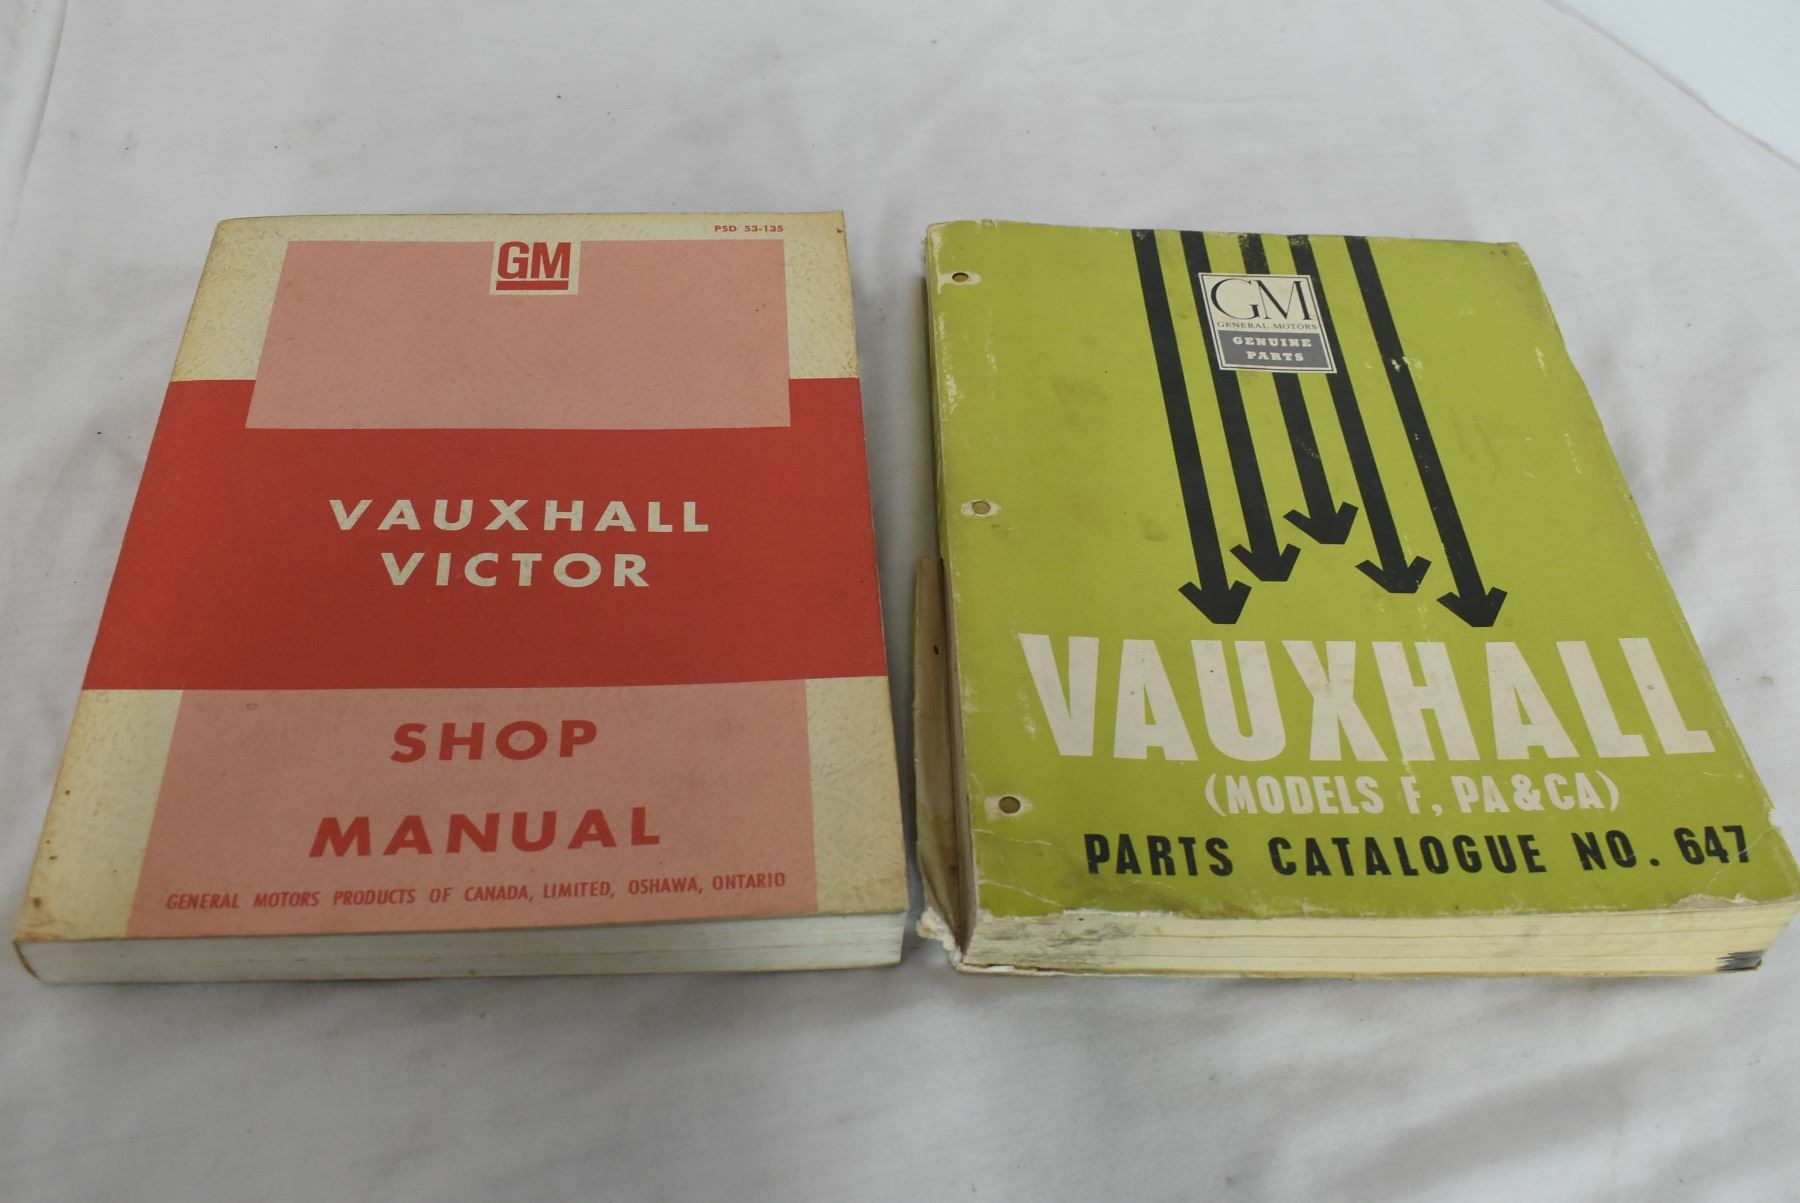 PSD 53-135
GM
VAUXHALL
VICTOR
SHOP
MANUAL
GENERAL MOTORS PRODUCTS OF CANADA, LIMITED, OSHAWA, ONTARIO
GM
GENERAL MOTORS
GENUINE
PARTS
VAUXHALL
(MODELS F, PA & CA)
PARTS CATALOGUE NO. 647